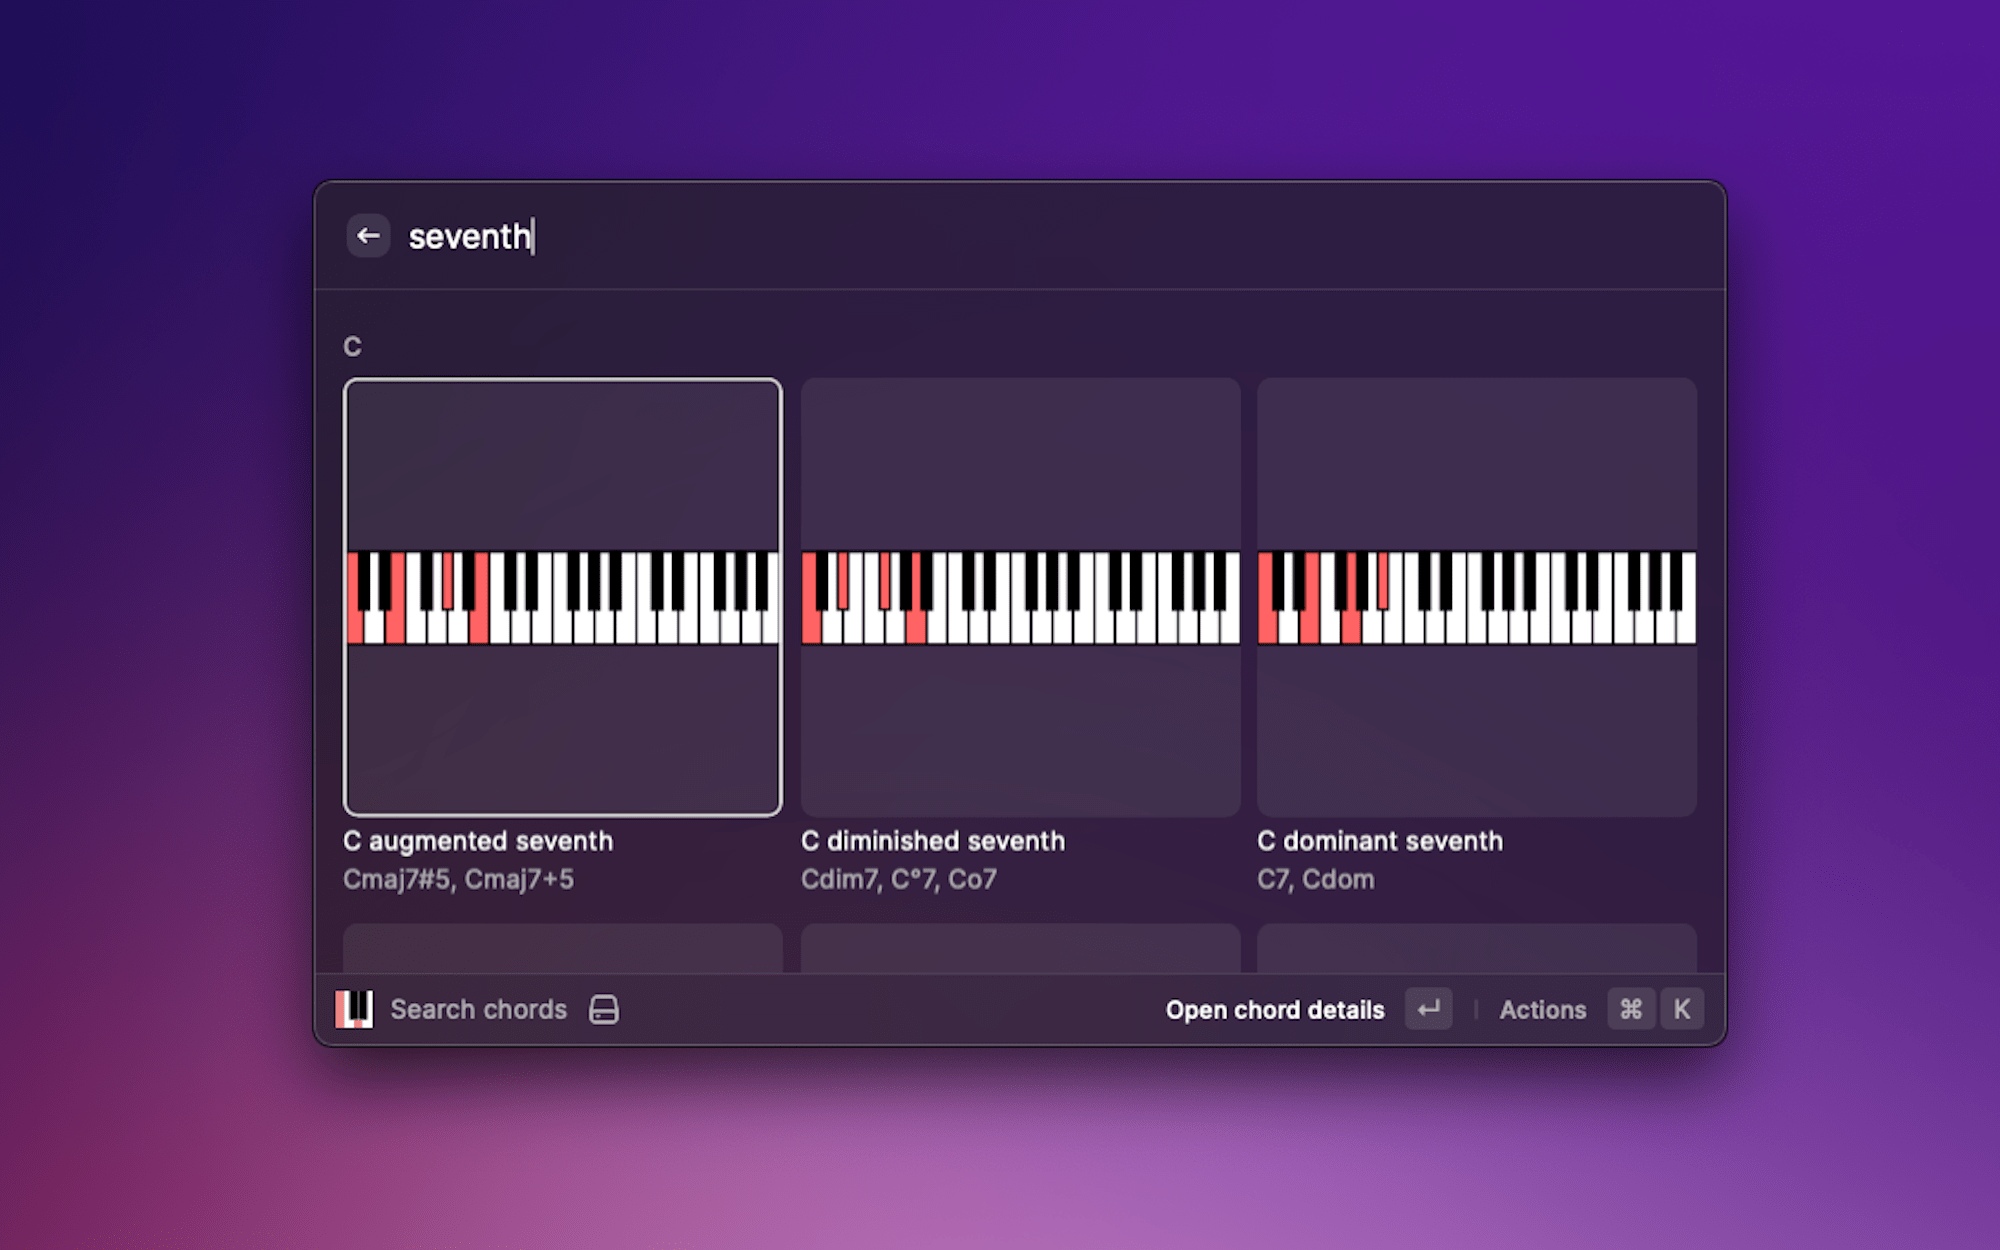 seventh
C
C augmented seventh
Cmaj7#5, Cmaj7+5
C diminished seventh
Cdim7, C°7, Co7
C dominant seventh
C7, Cdom
Search chords
Open chord details
Actions ⌘ K